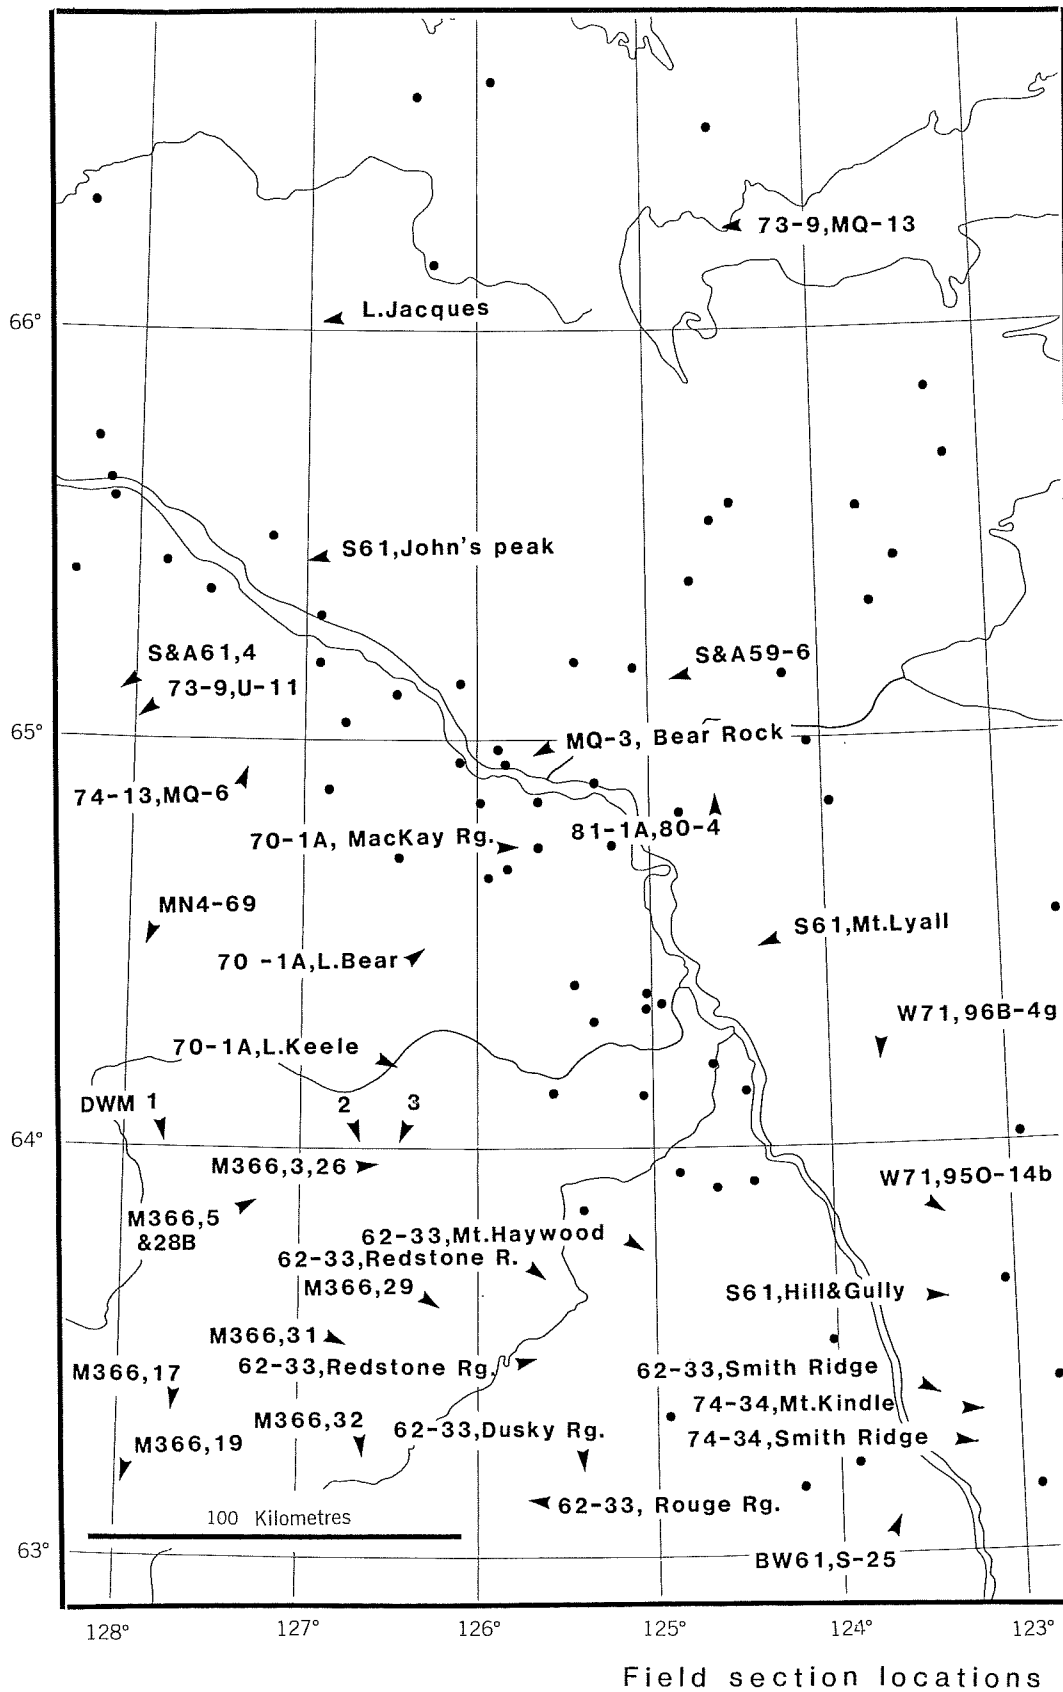 73-9,MQ-13
L.Jacques
66°
S61,John's peak
S&A61,4
S&A59-6
73-9,U-11
65°
MQ-3, Bear Rock
74-13,MQ-6
81-1A,80-4
70-1A, MacKay Rg.
MN4-69
S61,Mt.Lyall
70 -1A,L.Bear
W71,96B-4g
70-1A,L.Keele
DWM 1
2
3
64°
M366,3,26
W71,95O-14b
M366,5
&28B
62-33,Mt.Haywood
62-33,Redstone R.
M366,29
S61,Hill&Gully
M366,31
62-33,Redstone Rg.
62-33,Smith Ridge
M366,17
74-34,Mt.Kindle
M366,32
62-33,Dusky Rg.
74-34,Smith Ridge
M366,19
62-33, Rouge Rg.
100 Kilometres
63°
BW61,S-25
128°
127°
126°
125°
124°
123°
Field section locations